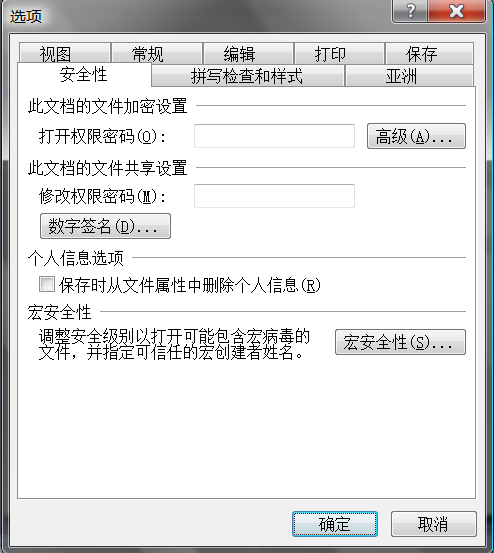 选项
视图 常规 编辑 打印 保存
安全性 拼写检查和样式 亚洲
此文档的文件加密设置
打开权限密码(O): 高级(A)...
此文档的文件共享设置
修改权限密码(M):
数字签名(D)...
个人信息选项
保存时从文件属性中删除个人信息(R)
宏安全性
调整安全级别以打开可能包含宏病毒的
文件，并指定可信任的宏创建者姓名。
宏安全性(S)...
确定 取消